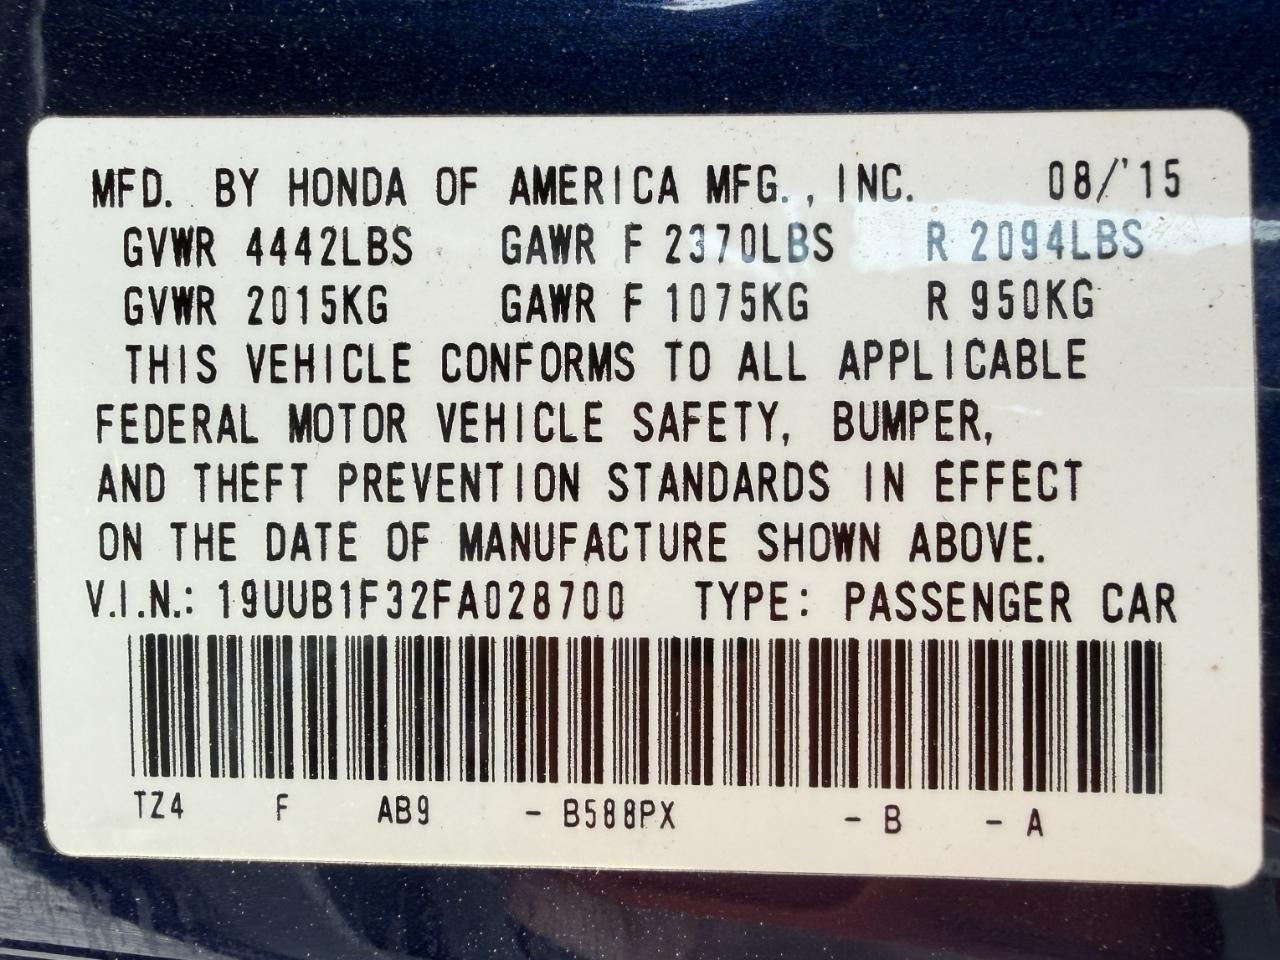 MFD. BY HONDA OF AMERICA MFG., INC. 08/'15
GVWR 4442LBS GAWR F 2370LBS R 2094LBS
GVWR 2015KG GAWR F 1075KG R 950KG
THIS VEHICLE CONFORMS TO ALL APPLICABLE
FEDERAL MOTOR VEHICLE SAFETY, BUMPER,
AND THEFT PREVENTION STANDARDS IN EFFECT
ON THE DATE OF MANUFACTURE SHOWN ABOVE.
V.I.N.: 19UUB1F32FA028700 TYPE: PASSENGER CAR
TZ4 F AB9 - B588PX - B - A